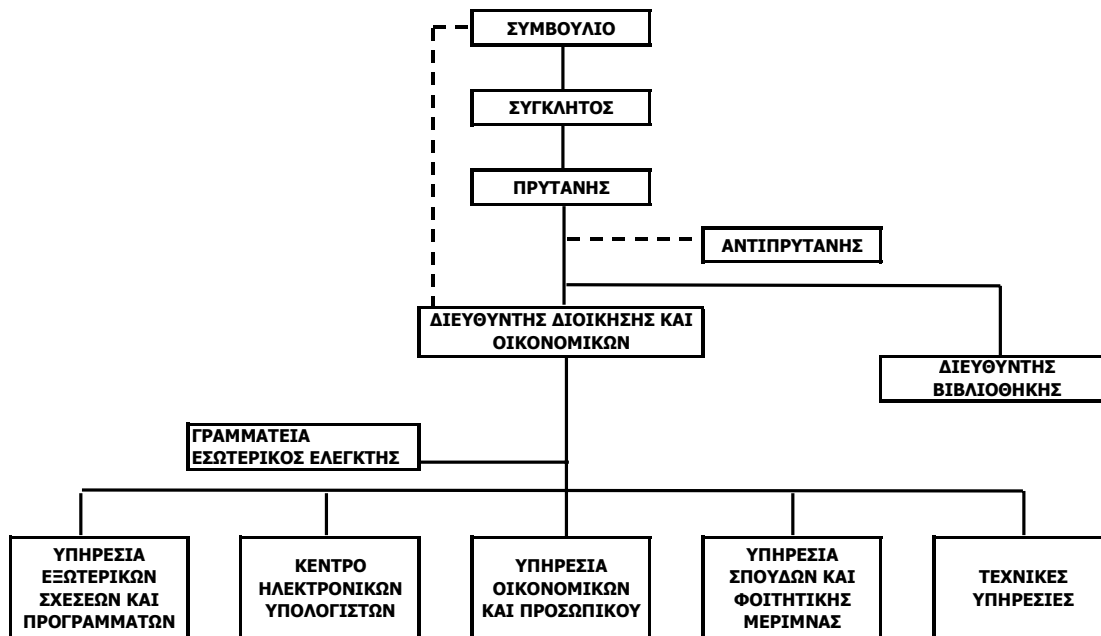 ΣΥΜΒΟΥΛΙΟ
ΣΥΓΚΛΗΤΟΣ
ΠΡΥΤΑΝΗΣ
ΑΝΤΙΠΡΥΤΑΝΗΣ
ΔΙΕΥΘΥΝΤΗΣ ΔΙΟΙΚΗΣΗΣ ΚΑΙ
ΟΙΚΟΝΟΜΙΚΩΝ
ΔΙΕΥΘΥΝΤΗΣ
ΒΙΒΛΙΟΘΗΚΗΣ
ΓΡΑΜΜΑΤΕΙΑ
ΕΣΩΤΕΡΙΚΟΣ ΕΛΕΓΚΤΗΣ
ΥΠΗΡΕΣΙΑ
ΕΞΩΤΕΡΙΚΩΝ
ΣΧΕΣΕΩΝ ΚΑΙ
ΠΡΟΓΡΑΜΜΑΤΩΝ
ΚΕΝΤΡΟ
ΗΛΕΚΤΡΟΝΙΚΩΝ
ΥΠΟΛΟΓΙΣΤΩΝ
ΥΠΗΡΕΣΙΑ
ΟΙΚΟΝΟΜΙΚΩΝ
ΚΑΙ ΠΡΟΣΩΠΙΚΟΥ
ΥΠΗΡΕΣΙΑ
ΣΠΟΥΔΩΝ ΚΑΙ
ΦΟΙΤΗΤΙΚΗΣ
ΜΕΡΙΜΝΑΣ
ΤΕΧΝΙΚΕΣ
ΥΠΗΡΕΣΙΕΣ